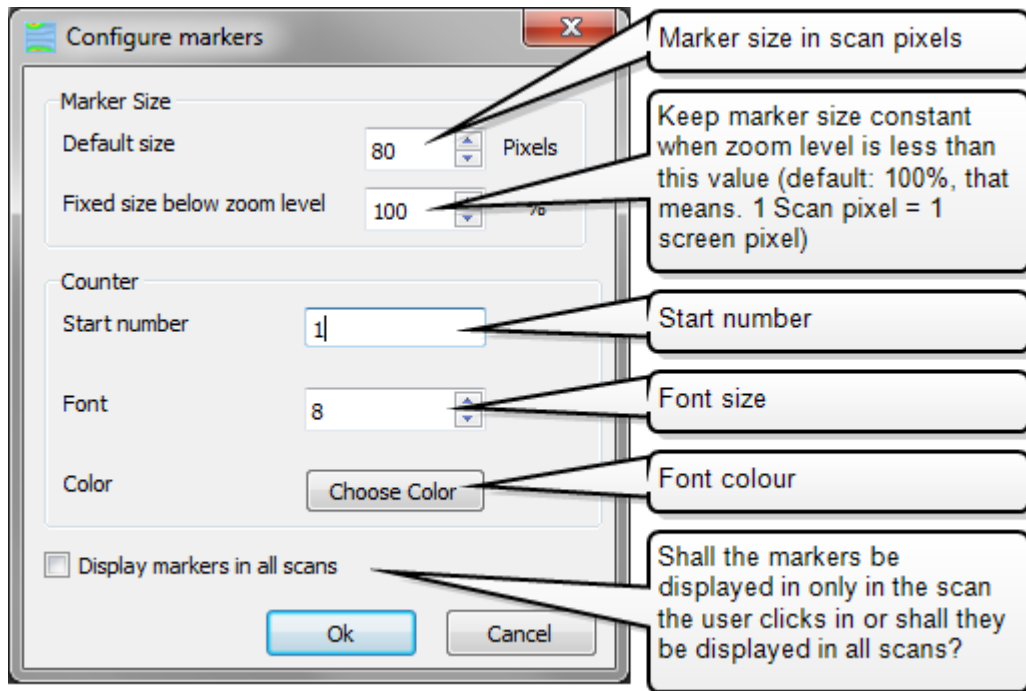 Configure markers
Marker size in scan pixels
Marker Size
Default size 80 Pixels
Fixed size below zoom level 100 %
Keep marker size constant
when zoom level is less than
this value (default: 100%, that
means. 1 Scan pixel = 1
screen pixel)
Counter
Start number 1
Start number
Font 8
Font size
Color Choose Color
Font colour
Display markers in all scans
Shall the markers be
displayed in only in the scan
the user clicks in or shall they
be displayed in all scans?
Ok Cancel